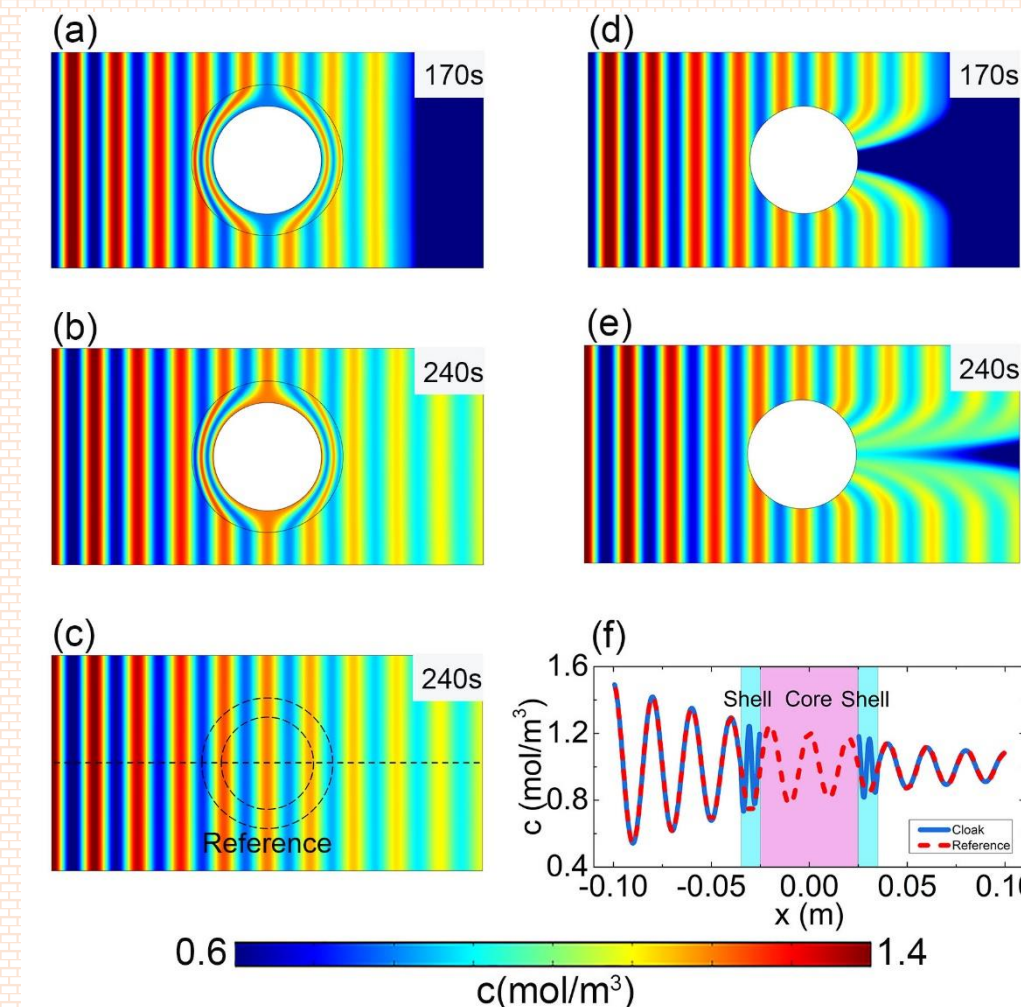 (a)
170s
(d)
170s
(b)
240s
(e)
240s
(c)
240s
Reference
(f)
1.6
1.2
0.8
0.4
c (mol/m³)
Shell Core Shell
Cloak
Reference
-0.10 -0.05 0.00 0.05
x (m)
0.6 1.4
c(mol/m³)